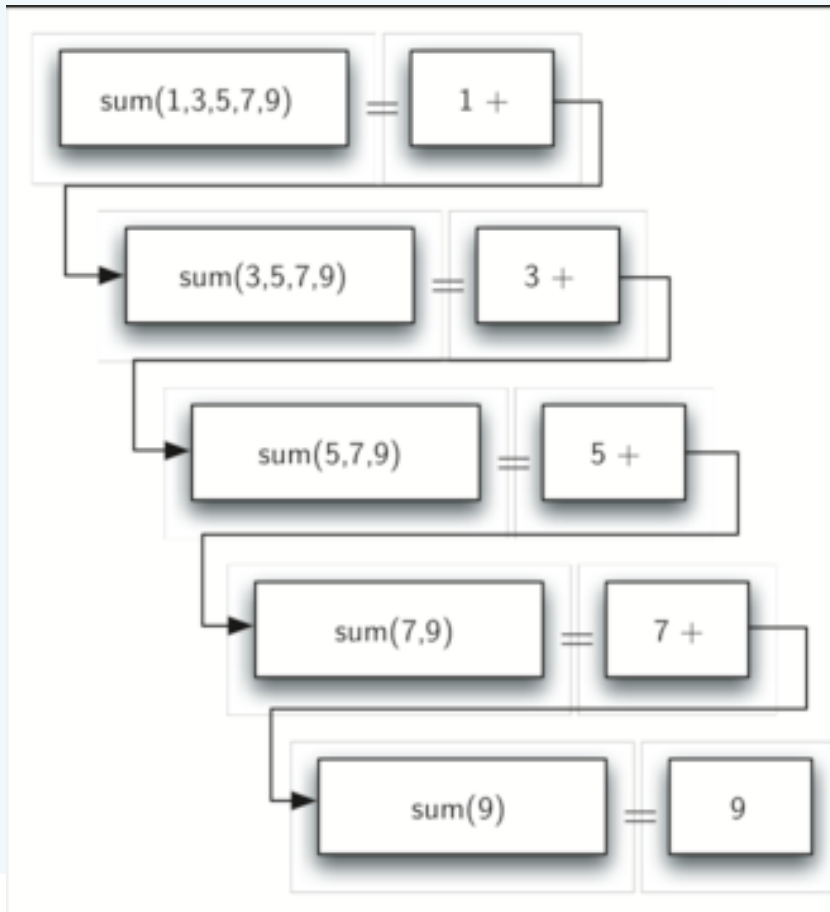 sum(1,3,5,7,9) = 1 +
sum(3,5,7,9) = 3 +
sum(5,7,9) = 5 +
sum(7,9) = 7 +
sum(9) = 9